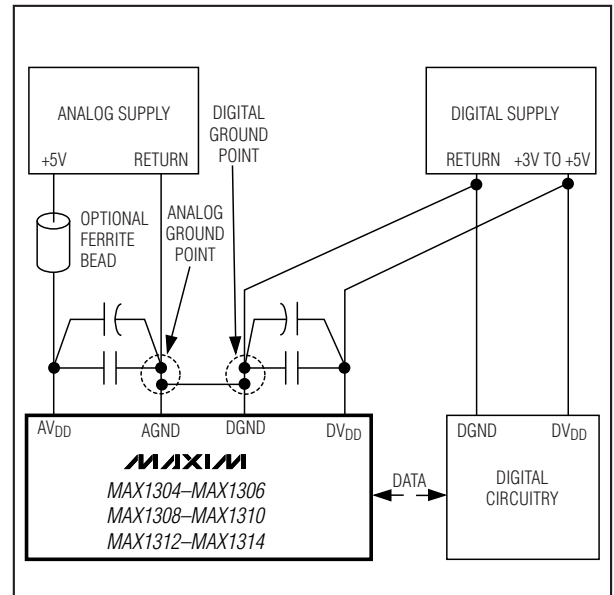 ANALOG SUPPLY
+5V
RETURN
DIGITAL
GROUND
POINT
DIGITAL SUPPLY
RETURN
+3V TO +5V
OPTIONAL
FERRITE
BEAD
ANALOG
GROUND
POINT
AVDD
AGND
DGND
DVDD
MAXIM
MAX1304–MAX1306
MAX1308–MAX1310
MAX1312–MAX1314
DATA
DGND
DVDD
DIGITAL
CIRCUITRY